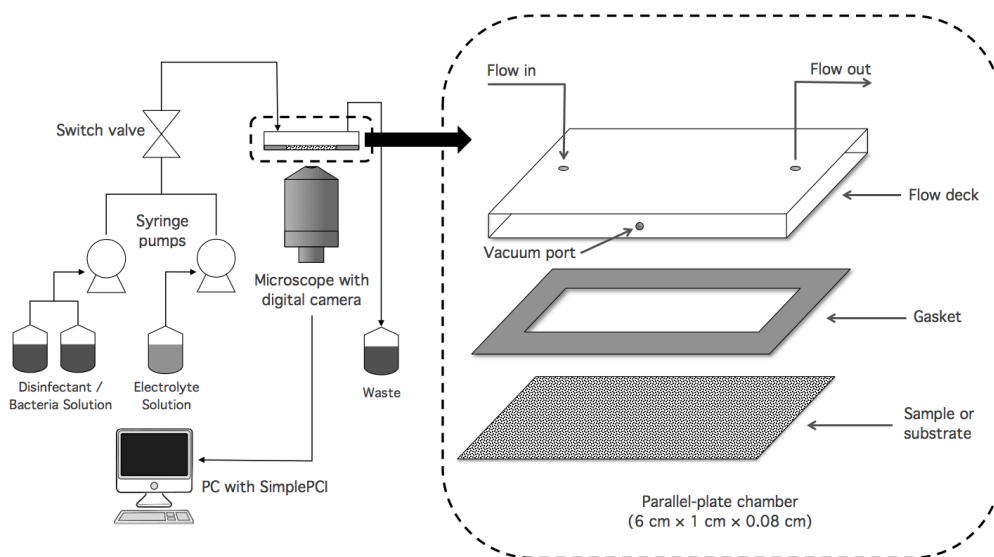 Flow in
Flow out
Switch valve
Flow deck
Syringe
pumps
Vacuum port
Microscope with
digital camera
Gasket
Disinfectant /
Bacteria Solution
Electrolyte
Solution
Waste
Sample or
substrate
PC with SimplePCI
Parallel-plate chamber
(6 cm × 1 cm × 0.08 cm)